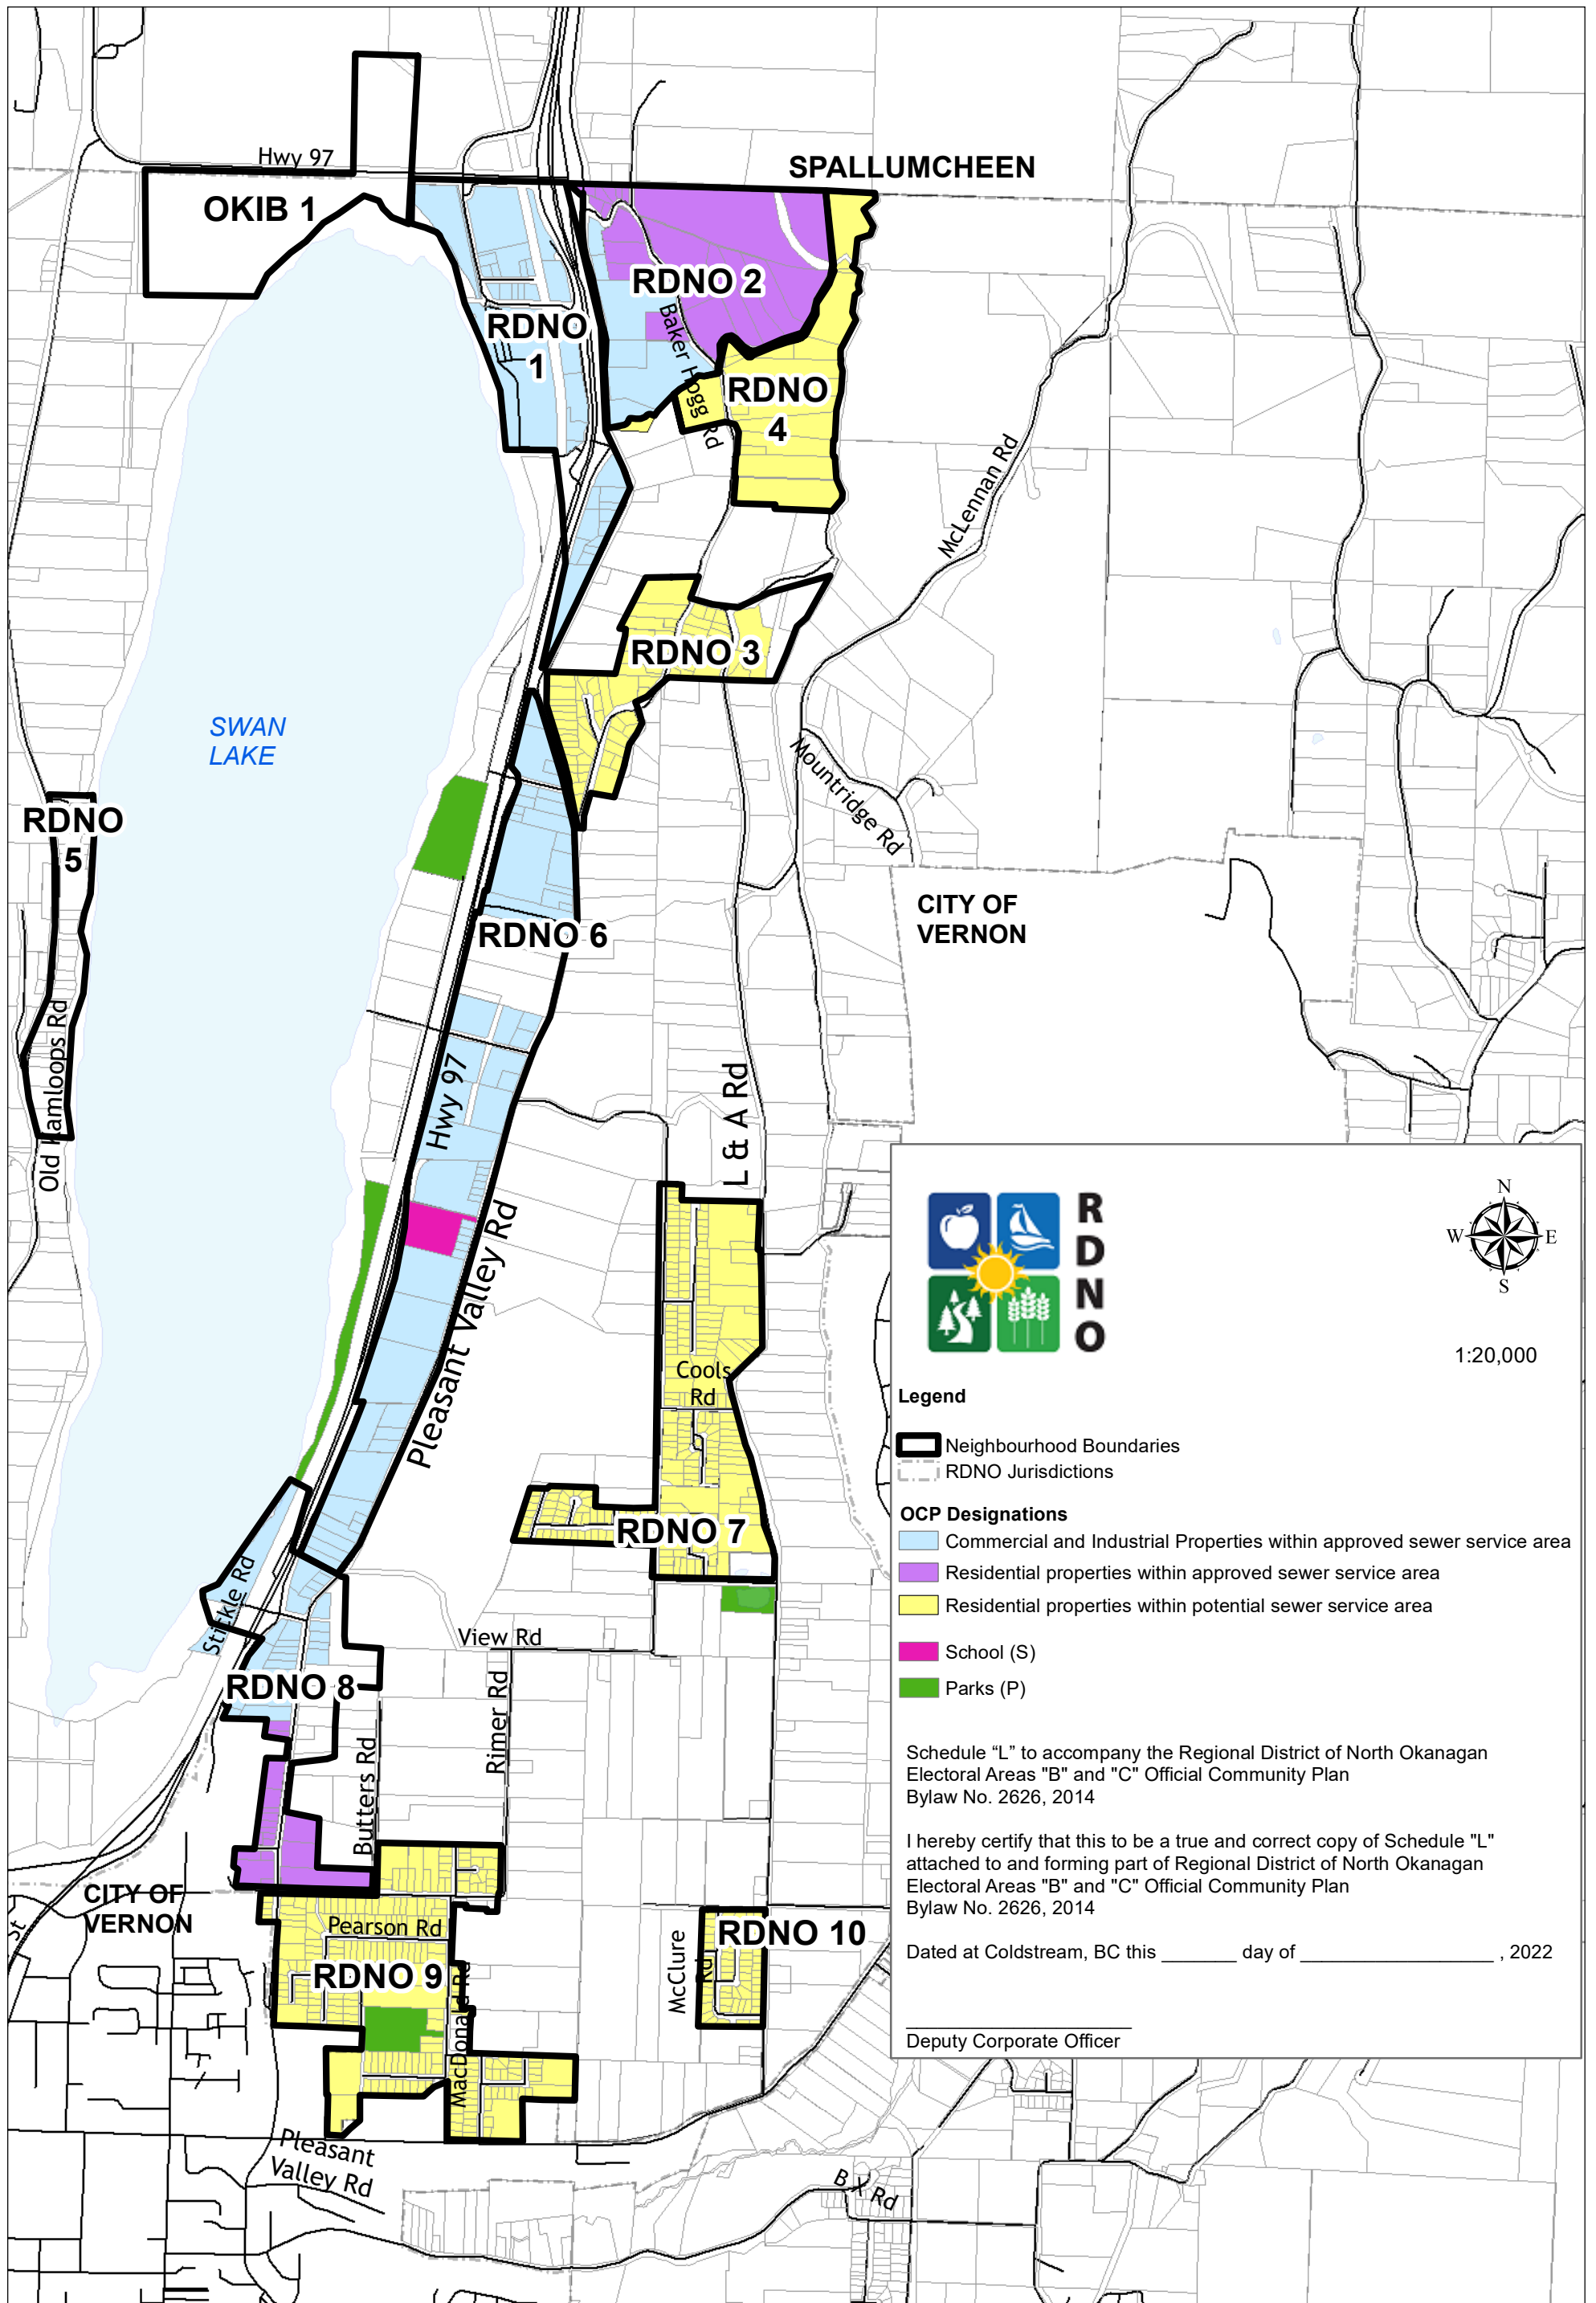 Hwy 97
SPALLUMCHEEN
OKIB 1
RDNO 2
RDNO
1
Baker Hogg Rd
RDNO
4
McLennan Rd
RDNO 3
SWAN
LAKE
Mountridge Rd
RDNO
5
CITY OF
VERNON
RDNO 6
Old Kamloops Rd
Hwy 97
L & A Rd
Pleasant Valley Rd
Cools
Rd
RDNO 7
Stickle Rd
View Rd
RDNO 8
Rimer Rd
Butters Rd
CITY OF
VERNON
St
Pearson Rd
RDNO 9
MacDonald Rd
McClure
Rd
RDNO 10
Pleasant
Valley Rd
B X Rd
R
D
N
O
N
W
E
S
1:20,000
Legend
Neighbourhood Boundaries
RDNO Jurisdictions
OCP Designations
Commercial and Industrial Properties within approved sewer service area
Residential properties within approved sewer service area
Residential properties within potential sewer service area
School (S)
Parks (P)
Schedule “L” to accompany the Regional District of North Okanagan
Electoral Areas "B" and "C" Official Community Plan
Bylaw No. 2626, 2014
I hereby certify that this to be a true and correct copy of Schedule "L"
attached to and forming part of Regional District of North Okanagan
Electoral Areas "B" and "C" Official Community Plan
Bylaw No. 2626, 2014
Dated at Coldstream, BC this _______ day of __________________ , 2022
_____________________
Deputy Corporate Officer